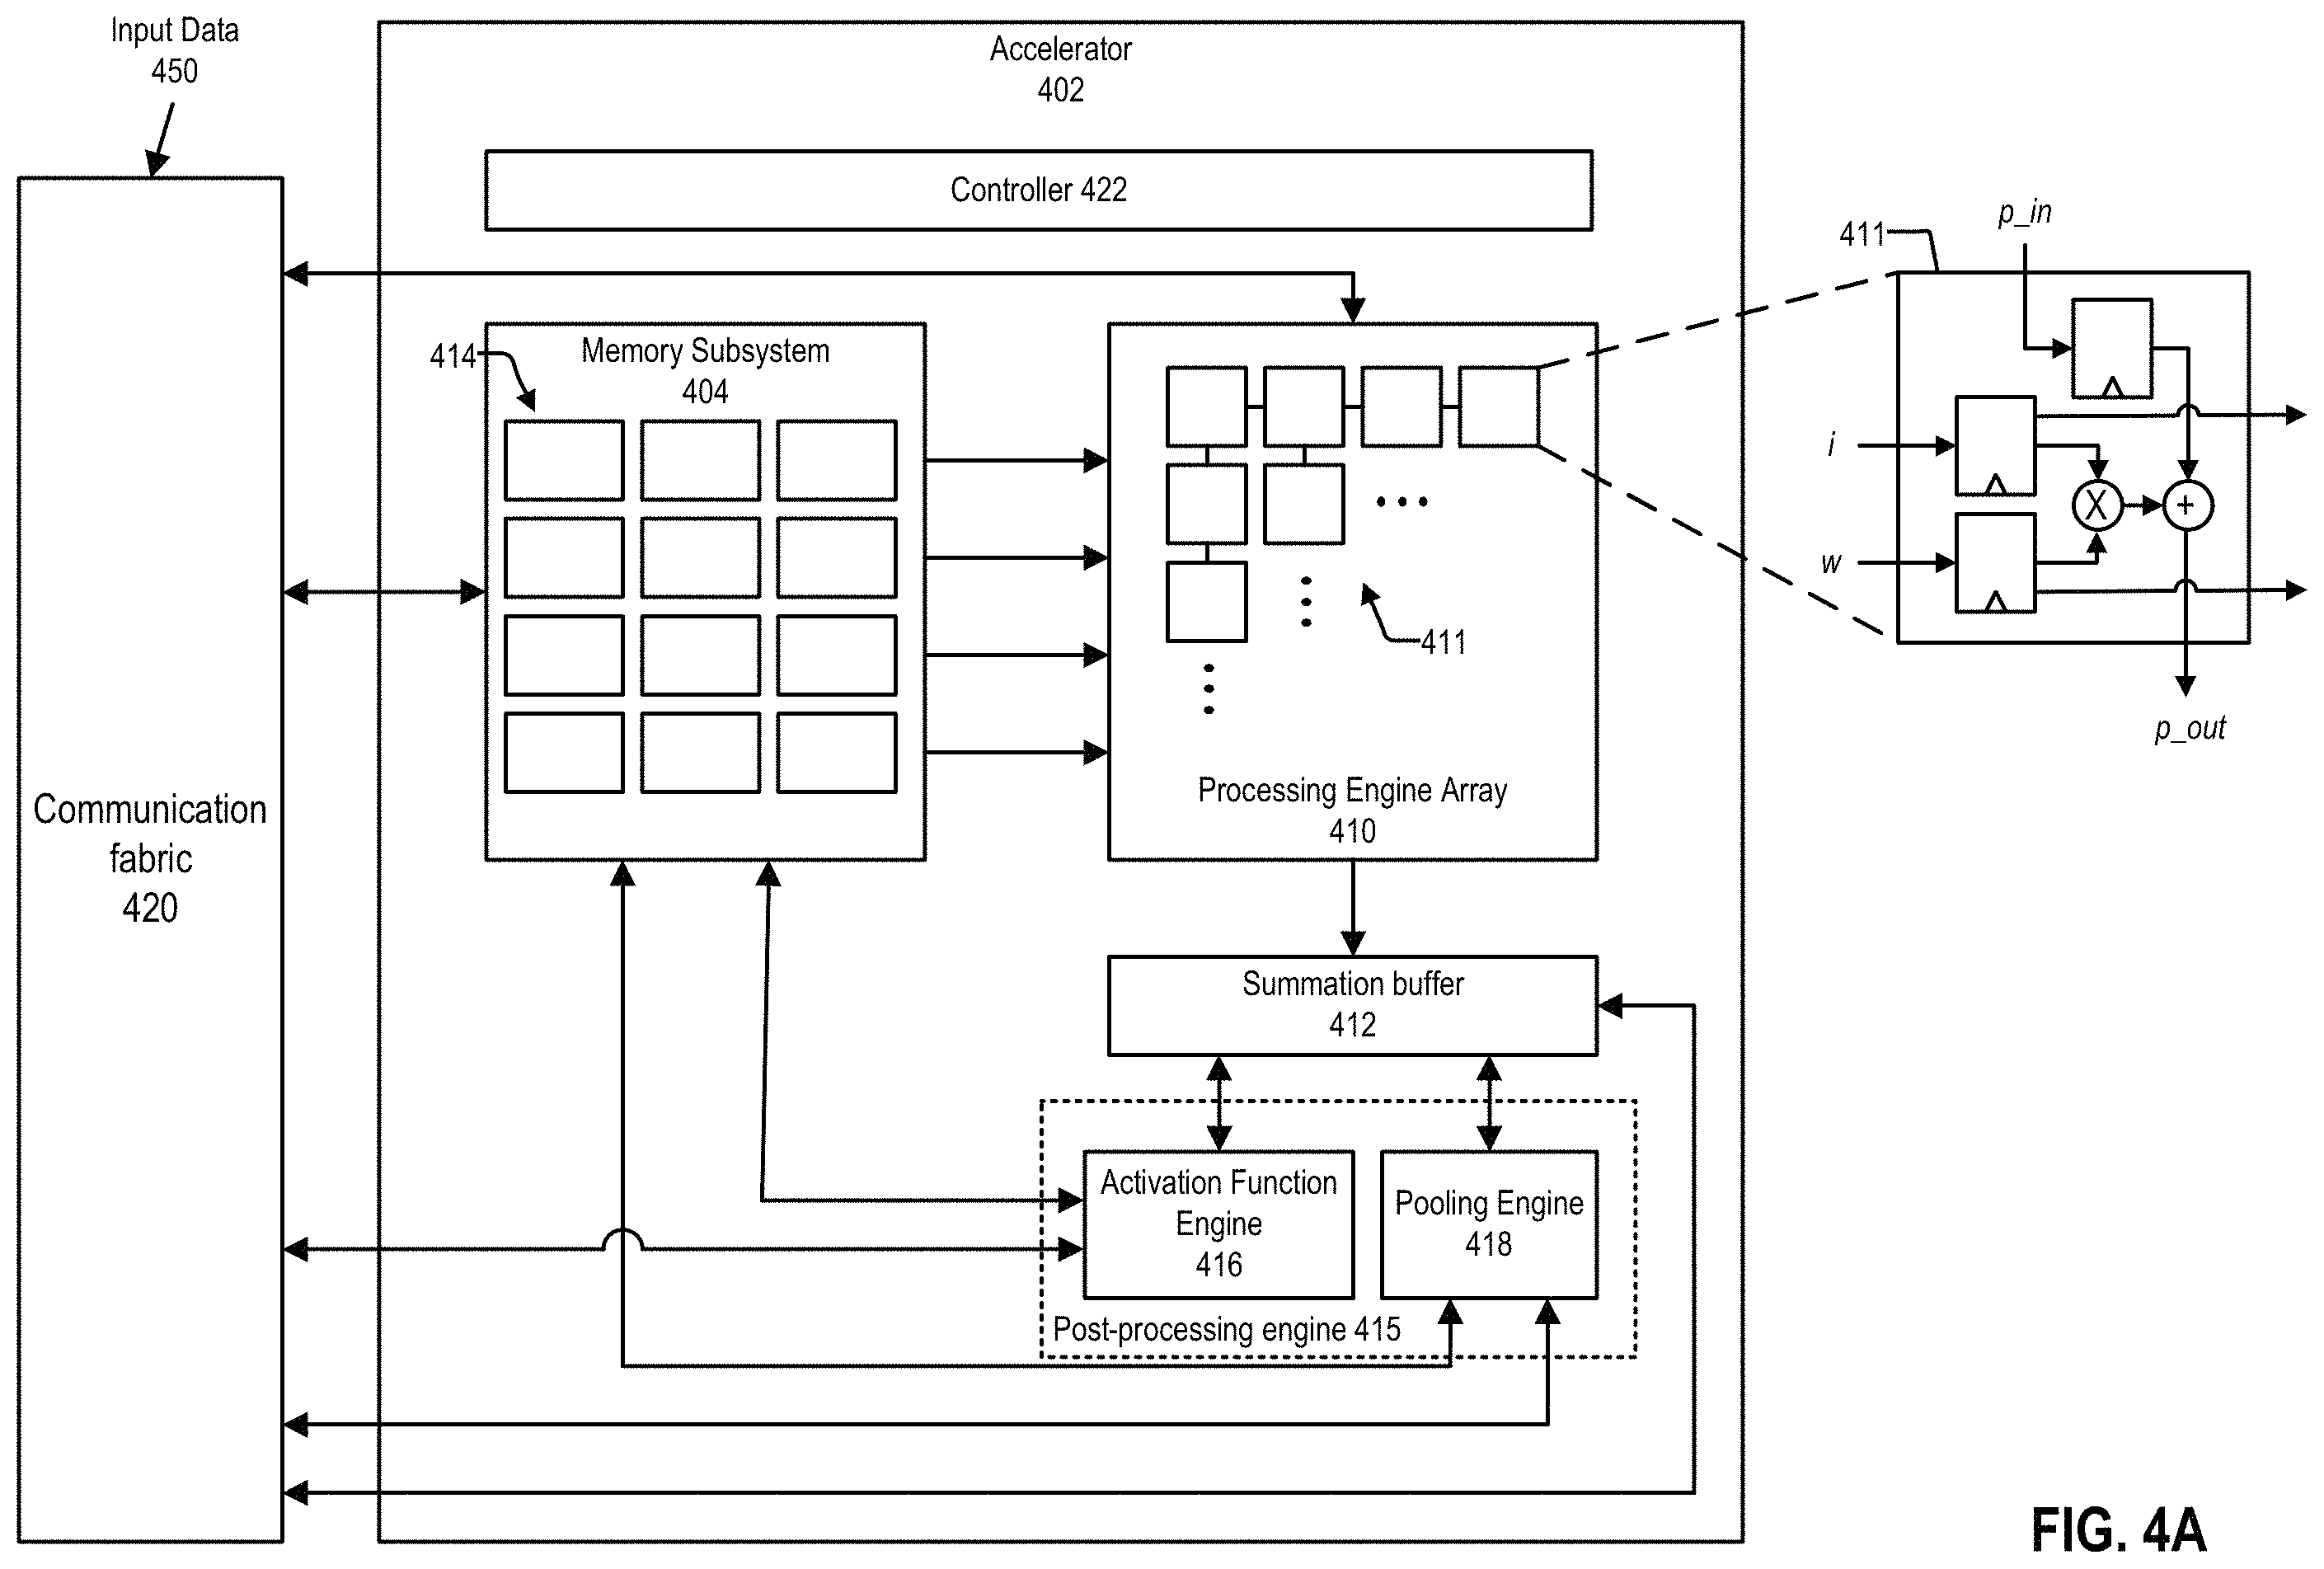 Input Data
450
Accelerator
402
Controller 422
411
p_in
414
Memory Subsystem
404
i
X
+
w
411
p_out
Processing Engine Array
410
Communication
fabric
420
Summation buffer
412
Activation Function
Engine
416
Pooling Engine
418
Post-processing engine 415
FIG. 4A